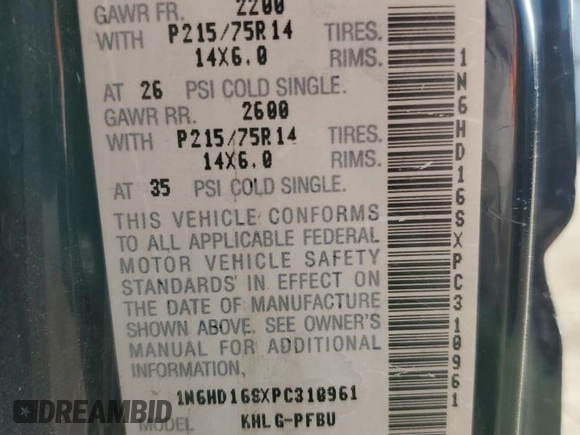 GAWR FR. 2200
WITH P215/75R14 TIRES.
14X6.0 RIMS.
AT 26 PSI COLD SINGLE.
GAWR RR. 2600
WITH P215/75R14 TIRES.
14X6.0 RIMS.
AT 35 PSI COLD SINGLE.
THIS VEHICLE CONFORMS
TO ALL APPLICABLE FEDERAL
MOTOR VEHICLE SAFETY
STANDARDS IN EFFECT ON
THE DATE OF MANUFACTURE
SHOWN ABOVE. SEE OWNER'S
MANUAL FOR ADDITIONAL
INFORMATION,
1N6HD16SXPC310961
MODEL KHLG-PFBU
1N6HD16SXPC310961
DREAMBID